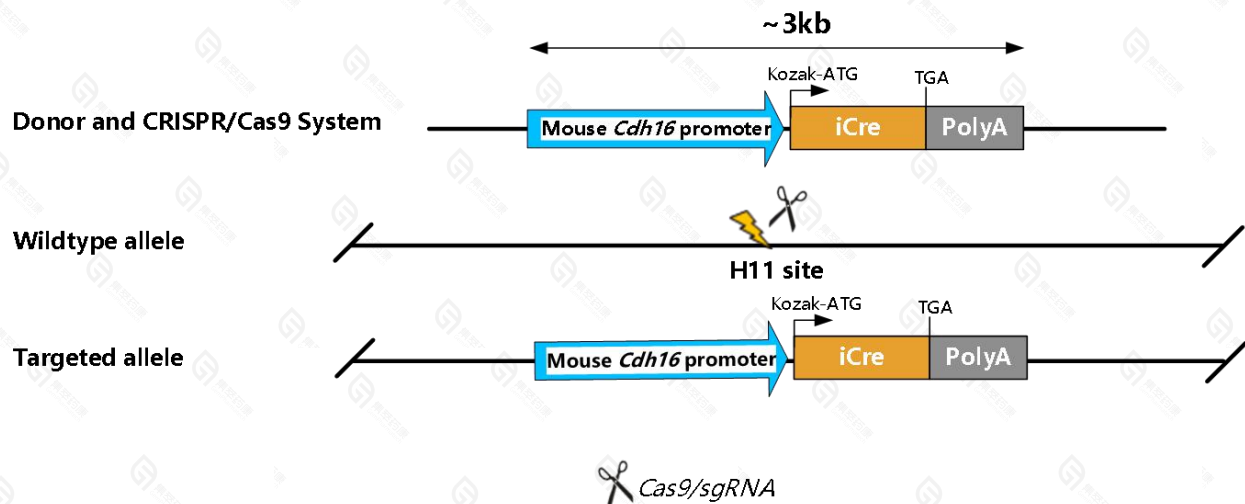 ~3kb
Kozak-ATG
TGA
Donor and CRISPR/Cas9 System
Mouse Cdh16 promoter
iCre
PolyA
Wildtype allele
H11 site
Kozak-ATG
TGA
Targeted allele
Mouse Cdh16 promoter
iCre
PolyA
Cas9/sgRNA